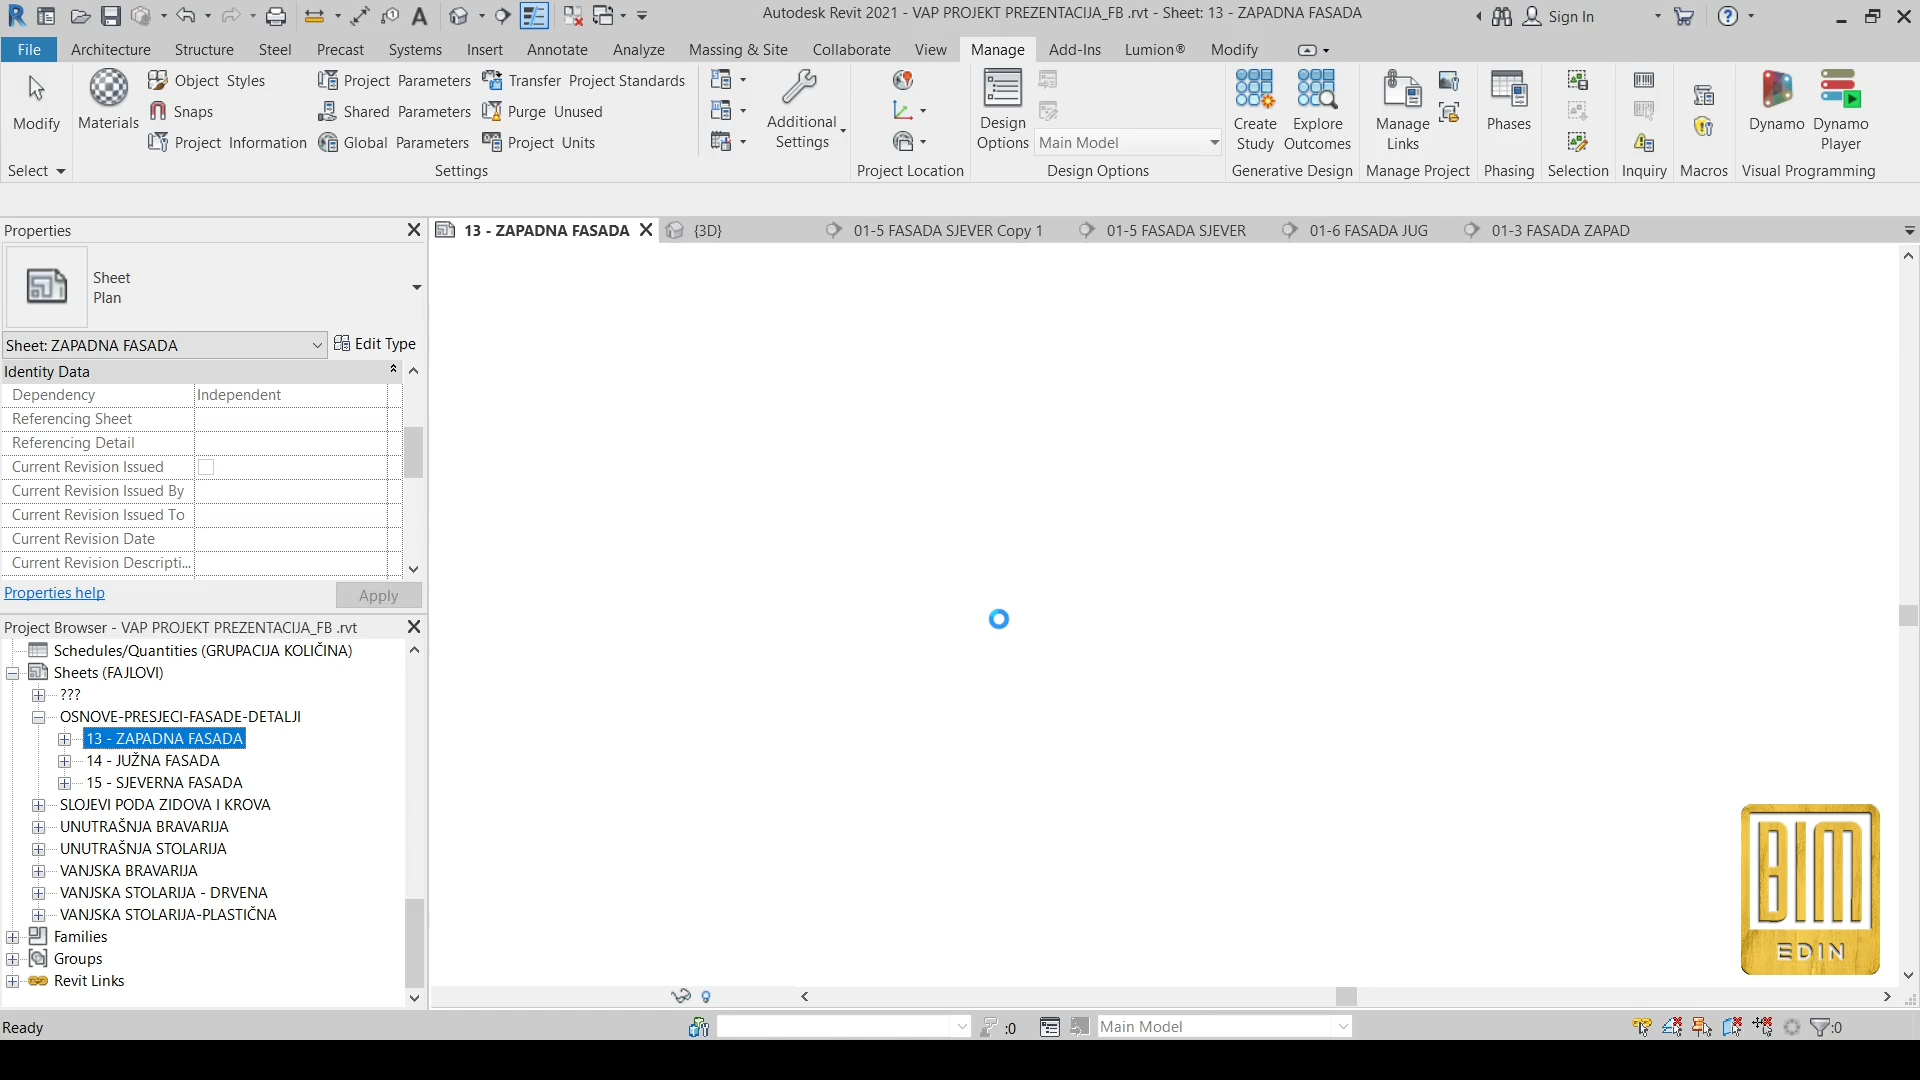 Autodesk Revit 2021 - VAP PROJEKT PREZENTACIJA_FB .rvt - Sheet: 13 - ZAPADNA FASADA
Sign In
File Architecture Structure Steel Precast Systems Insert Annotate Analyze Massing & Site Collaborate View Manage Add-Ins Lumion® Modify
Modify
Materials
Object Styles
Snaps
Project Information
Project Parameters
Shared Parameters
Global Parameters
Transfer Project Standards
Purge Unused
Project Units
Additional
Settings
Design
Options
Main Model
Create
Study
Explore
Outcomes
Manage
Links
Phases
Dynamo
Dynamo
Player
Select Settings Project Location Design Options Generative Design Manage Project Phasing Selection Inquiry Macros Visual Programming
Properties
13 - ZAPADNA FASADA {3D} 01-5 FASADA SJEVER Copy 1 01-5 FASADA SJEVER 01-6 FASADA JUG 01-3 FASADA ZAPAD
Sheet
Plan
Sheet: ZAPADNA FASADA
Edit Type
Identity Data
Dependency Independent
Referencing Sheet
Referencing Detail
Current Revision Issued
Current Revision Issued By
Current Revision Issued To
Current Revision Date
Current Revision Descripti...
Properties help
Apply
Project Browser - VAP PROJEKT PREZENTACIJA_FB .rvt
Schedules/Quantities (GRUPACIJA KOLIČINA)
Sheets (FAJLOVI)
???
OSNOVE-PRESJECI-FASADE-DETALJI
13 - ZAPADNA FASADA
14 - JUŽNA FASADA
15 - SJEVERNA FASADA
SLOJEVI PODA ZIDOVA I KROVA
UNUTRAŠNJA BRAVARIJA
UNUTRAŠNJA STOLARIJA
VANJSKA BRAVARIJA
VANJSKA STOLARIJA - DRVENA
VANJSKA STOLARIJA-PLASTIČNA
Families
Groups
Revit Links
BIM
EDIN
Ready
:0
Main Model
:0